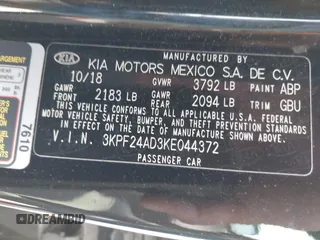 MANUFACTURED BY
KIA KIA MOTORS MEXICO S.A. DE C.V.
10/18 GVWR 3792 LB PAINT ABP
GAWR FRONT 2183 LB GAWR REAR 2094 LB TRIM GBU
THIS VEHICLE CONFORMS TO ALL APPLICABLE U.S. FEDERAL
MOTOR VEHICLE SAFETY, BUMPER, AND THEFT PREVENTION
STANDARDS IN EFFECT ON THE DATE OF MANUFACTURE SHOWN ABOVE.
V.I.N. 3KPF24AD3KE044372
PASSENGER CAR
7610
DREAMBID